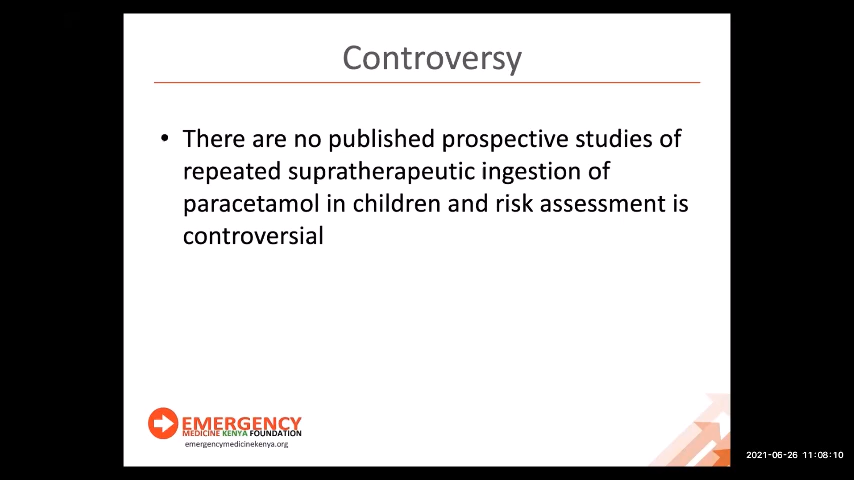 Controversy
• There are no published prospective studies of
repeated supratherapeutic ingestion of
paracetamol in children and risk assessment is
controversial
EMERGENCY
MEDICINE KENYA FOUNDATION
emergencymedicinekenya.org
2021-06-26 11:08:10